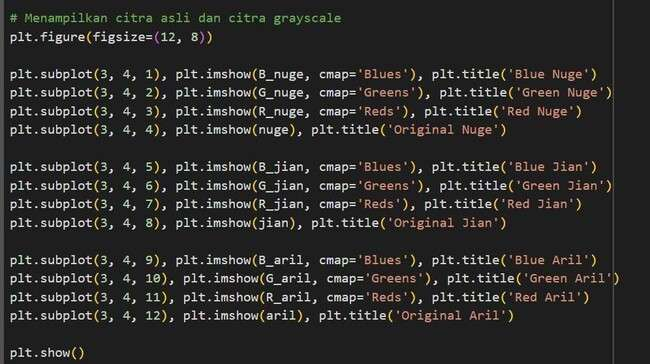 # Menampilkan citra asli dan citra grayscale
plt.figure(figsize=(12, 8))
plt.subplot(3, 4, 1), plt.imshow(B_nuge, cmap='Blues'), plt.title('Blue Nuge')
plt.subplot(3, 4, 2), plt.imshow(G_nuge, cmap='Greens'), plt.title('Green Nuge')
plt.subplot(3, 4, 3), plt.imshow(R_nuge, cmap='Reds'), plt.title('Red Nuge')
plt.subplot(3, 4, 4), plt.imshow(nuge), plt.title('Original Nuge')
plt.subplot(3, 4, 5), plt.imshow(B_jian, cmap='Blues'), plt.title('Blue Jian')
plt.subplot(3, 4, 6), plt.imshow(G_jian, cmap='Greens'), plt.title('Green Jian')
plt.subplot(3, 4, 7), plt.imshow(R_jian, cmap='Reds'), plt.title('Red Jian')
plt.subplot(3, 4, 8), plt.imshow(jian), plt.title('Original Jian')
plt.subplot(3, 4, 9), plt.imshow(B_aril, cmap='Blues'), plt.title('Blue Aril')
plt.subplot(3, 4, 10), plt.imshow(G_aril, cmap='Greens'), plt.title('Green Aril')
plt.subplot(3, 4, 11), plt.imshow(R_aril, cmap='Reds'), plt.title('Red Aril')
plt.subplot(3, 4, 12), plt.imshow(aril), plt.title('Original Aril')
plt.show()